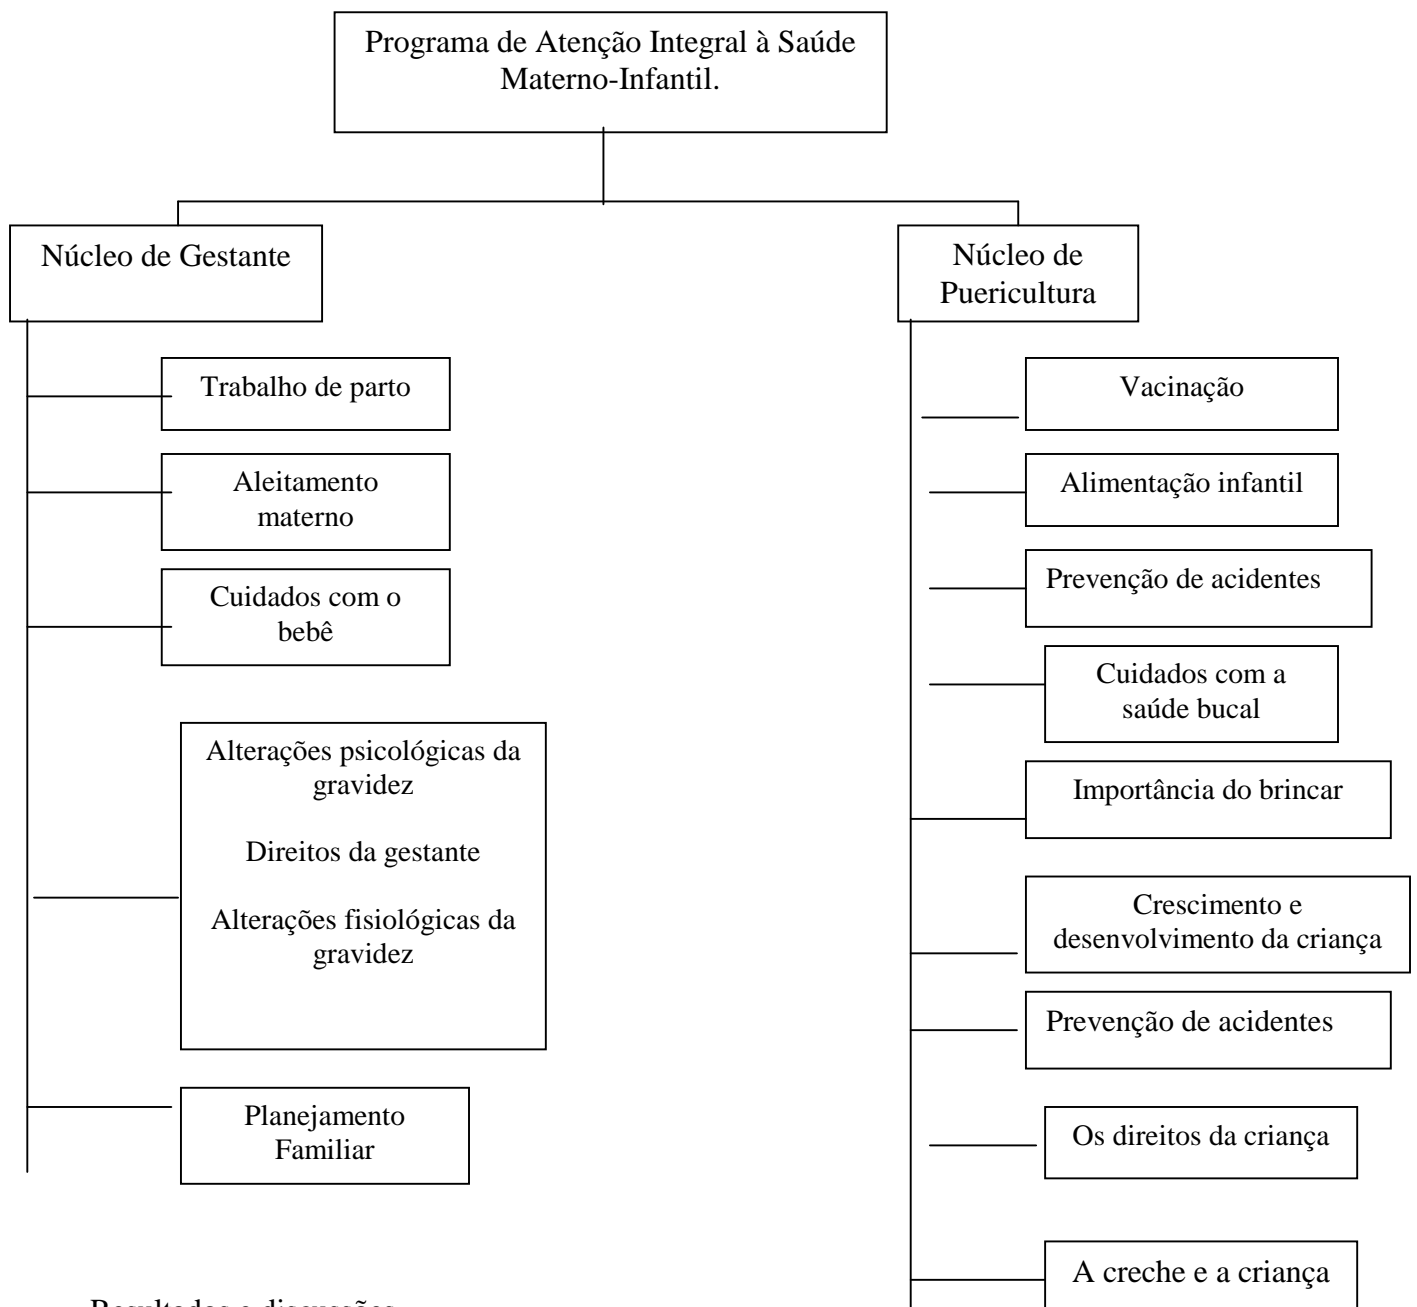 Programa de Atenção Integral à Saúde
Materno-Infantil.
Núcleo de Gestante
Trabalho de parto
Aleitamento
materno
Cuidados com o
bebê
Alterações psicológicas da
gravidez
Direitos da gestante
Alterações fisiológicas da
gravidez
Planejamento
Familiar
Núcleo de
Puericultura
Vacinação
Alimentação infantil
Prevenção de acidentes
Cuidados com a
saúde bucal
Importância do brincar
Crescimento e
desenvolvimento da criança
Prevenção de acidentes
Os direitos da criança
A creche e a criança
Resultados e discussões